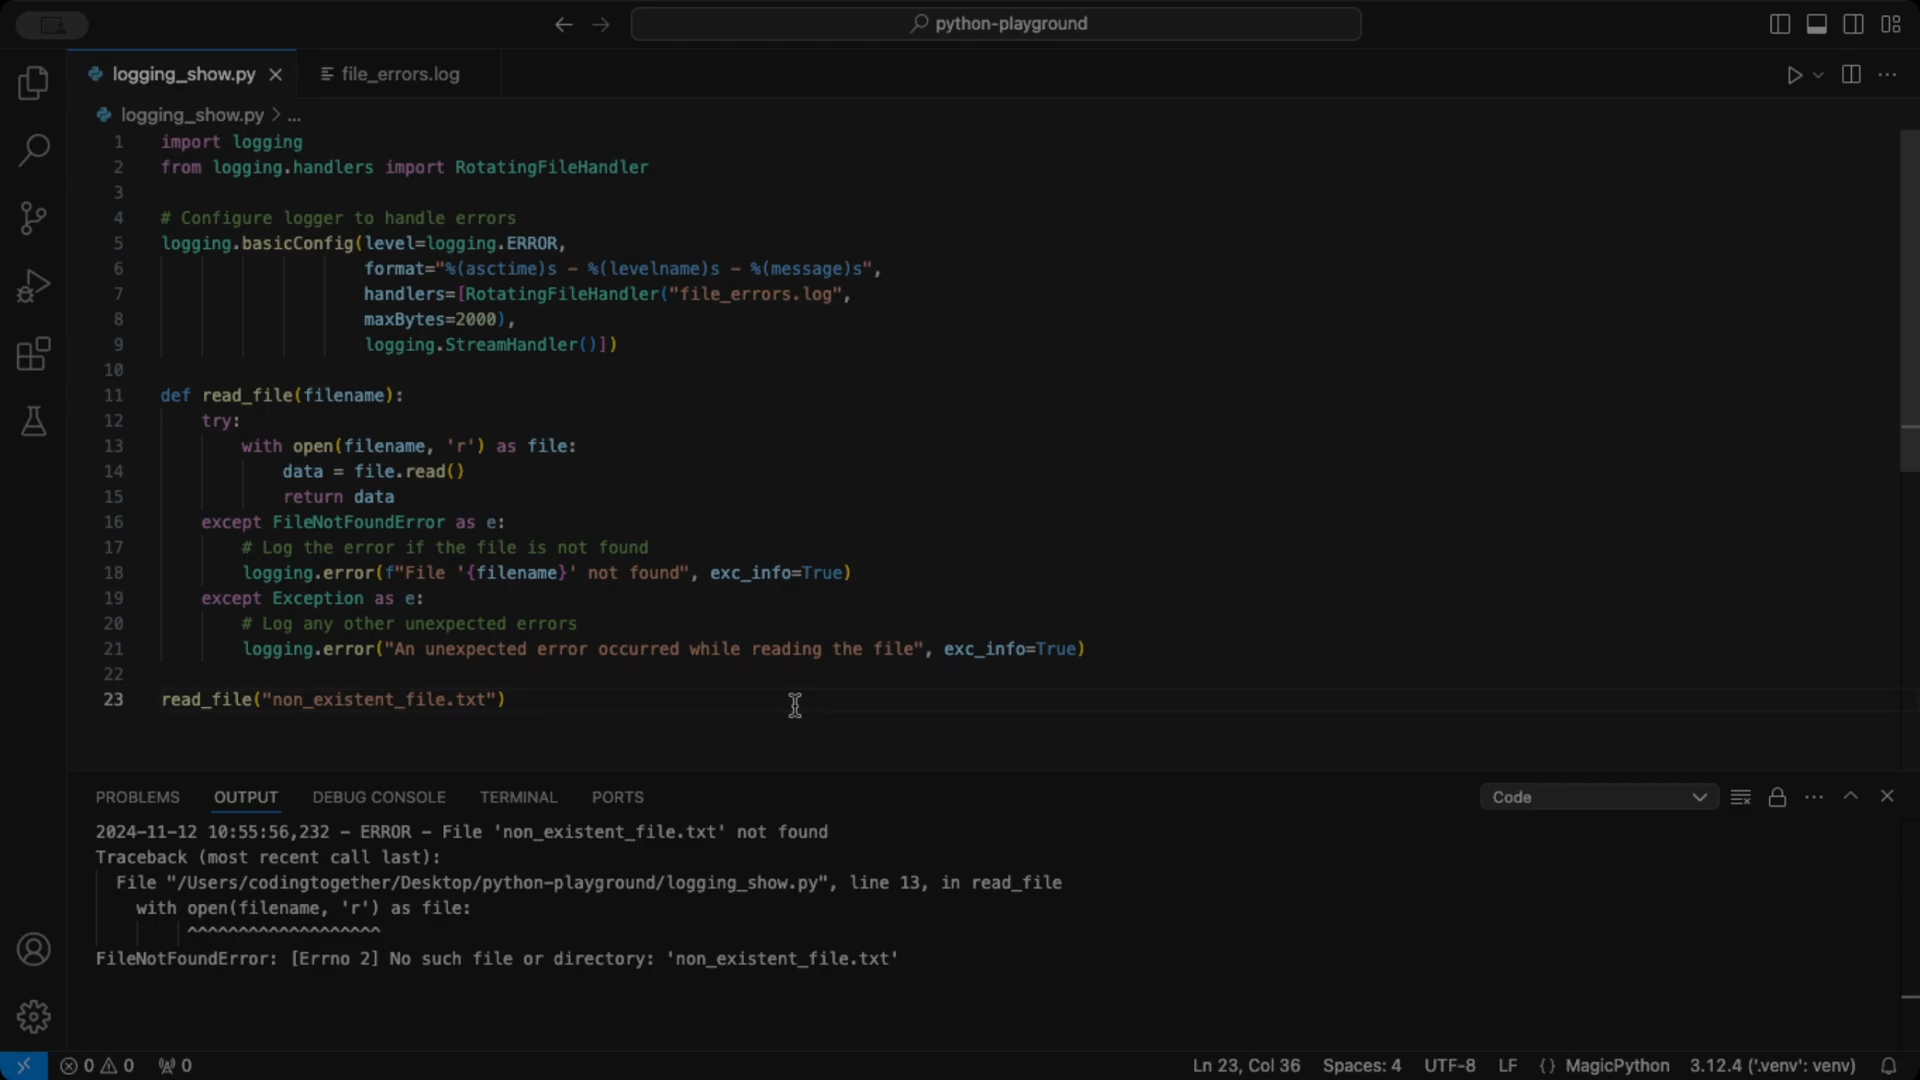 python-playground
logging_show.py
file_errors.log
logging_show.py > ...
1 import logging
2 from logging.handlers import RotatingFileHandler
3
4 # Configure logger to handle errors
5 logging.basicConfig(level=logging.ERROR,
6 format="%(asctime)s - %(levelname)s - %(message)s",
7 handlers=[RotatingFileHandler("file_errors.log",
8 maxBytes=2000),
9 logging.StreamHandler()])
10
11 def read_file(filename):
12 try:
13 with open(filename, 'r') as file:
14 data = file.read()
15 return data
16 except FileNotFoundError as e:
17 # Log the error if the file is not found
18 logging.error(f"File '{filename}' not found", exc_info=True)
19 except Exception as e:
20 # Log any other unexpected errors
21 logging.error("An unexpected error occurred while reading the file", exc_info=True)
22
23 read_file("non_existent_file.txt")
PROBLEMS OUTPUT DEBUG CONSOLE TERMINAL PORTS Code
2024-11-12 10:55:56,232 - ERROR - File 'non_existent_file.txt' not found
Traceback (most recent call last):
File "/Users/codingtogether/Desktop/python-playground/logging_show.py", line 13, in read_file
with open(filename, 'r') as file:
^^^^^^^^^^^^^^^^^^^
FileNotFoundError: [Errno 2] No such file or directory: 'non_existent_file.txt'
0 0 0 Ln 23, Col 36 Spaces: 4 UTF-8 LF {} MagicPython 3.12.4 ('.venv': venv)